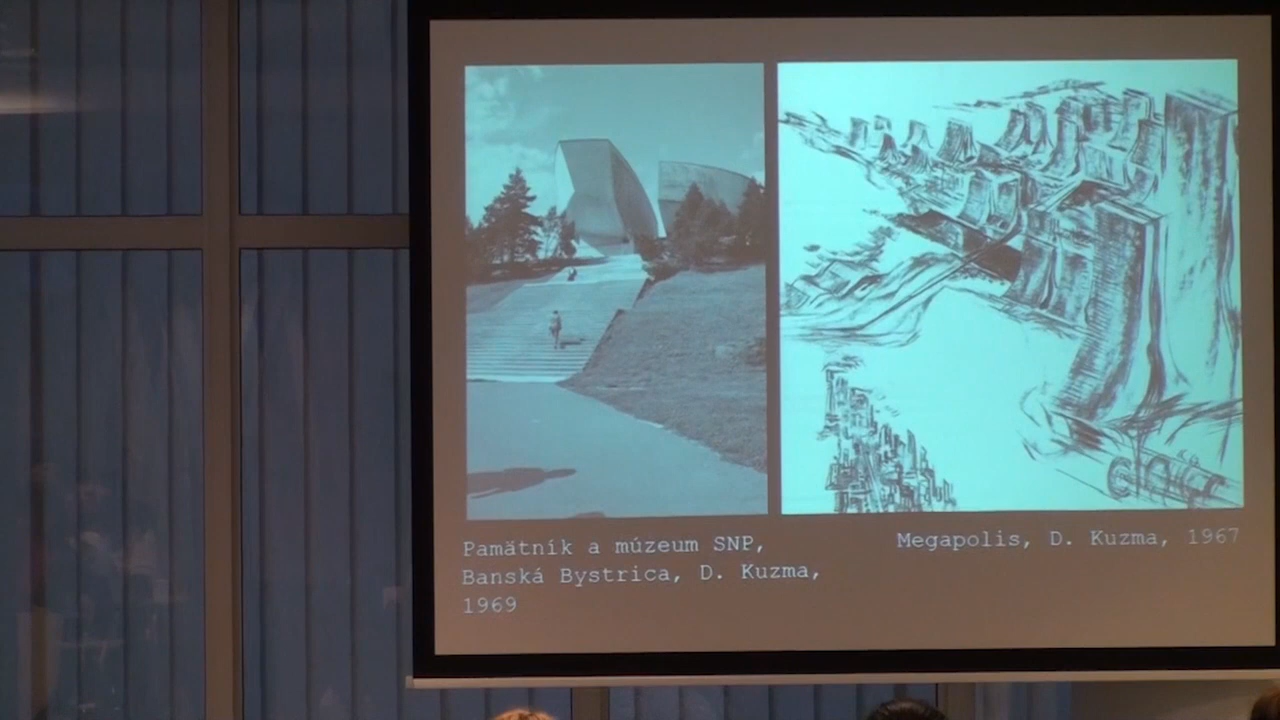 Pamätník a múzeum SNP,
Banská Bystrica, D. Kuzma,
1969
Megapolis, D. Kuzma, 1967